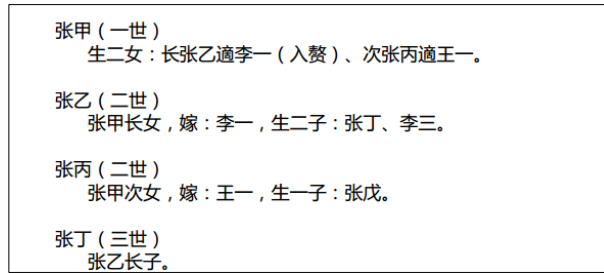 张甲（一世）
生二女：长张乙適李一（入赘）、次张丙適王一。
张乙（二世）
张甲长女，嫁：李一，生二子：张丁、李三。
张丙（二世）
张甲次女，嫁：王一，生一子：张戊。
张丁（三世）
张乙长子。